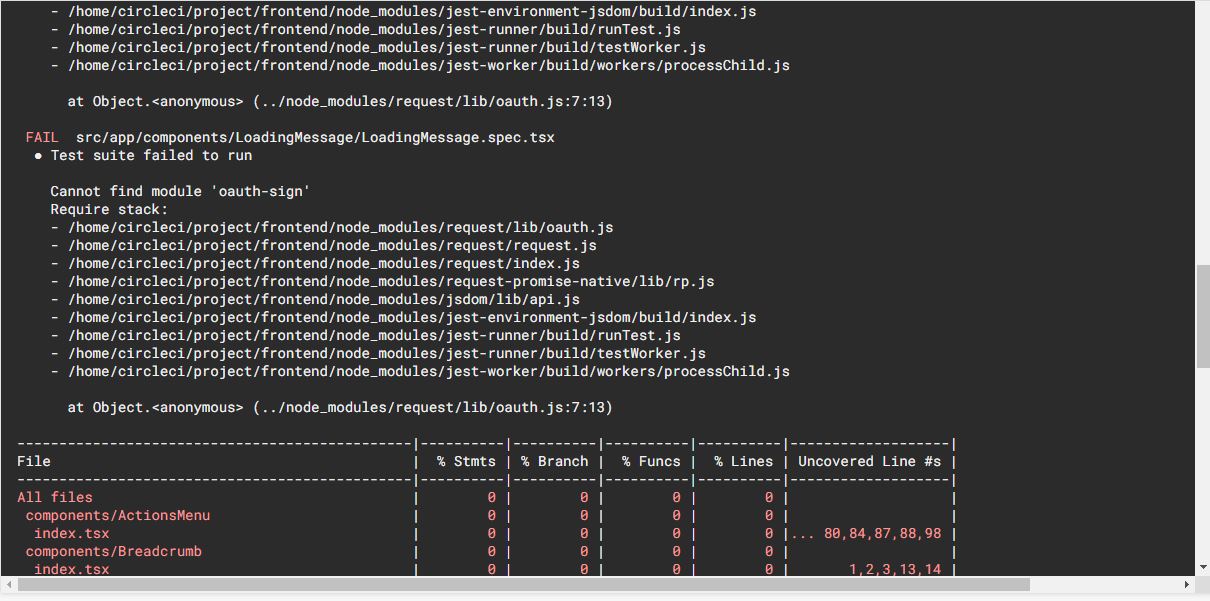 - /home/circleci/project/frontend/node_modules/jest-environment-jsdom/build/index.js
- /home/circleci/project/frontend/node_modules/jest-runner/build/runTest.js
- /home/circleci/project/frontend/node_modules/jest-runner/build/testWorker.js
- /home/circleci/project/frontend/node_modules/jest-worker/build/workers/processChild.js
at Object.<anonymous> (../node_modules/request/lib/oauth.js:7:13)
FAIL src/app/components/LoadingMessage/LoadingMessage.spec.tsx
● Test suite failed to run
Cannot find module 'oauth-sign'
Require stack:
- /home/circleci/project/frontend/node_modules/request/lib/oauth.js
- /home/circleci/project/frontend/node_modules/request/request.js
- /home/circleci/project/frontend/node_modules/request/index.js
- /home/circleci/project/frontend/node_modules/request-promise-native/lib/rp.js
- /home/circleci/project/frontend/node_modules/jsdom/lib/api.js
- /home/circleci/project/frontend/node_modules/jest-environment-jsdom/build/index.js
- /home/circleci/project/frontend/node_modules/jest-runner/build/runTest.js
- /home/circleci/project/frontend/node_modules/jest-runner/build/testWorker.js
- /home/circleci/project/frontend/node_modules/jest-worker/build/workers/processChild.js
at Object.<anonymous> (../node_modules/request/lib/oauth.js:7:13)
-----------------------------------------------|----------|----------|----------|----------|-------------------|
File | % Stmts | % Branch | % Funcs | % Lines | Uncovered Line #s |
-----------------------------------------------|----------|----------|----------|----------|-------------------|
All files | 0 | 0 | 0 | 0 | |
components/ActionsMenu | 0 | 0 | 0 | 0 | |
index.tsx | 0 | 0 | 0 | 0 |... 80,84,87,88,98 |
components/Breadcrumb | 0 | 0 | 0 | 0 | |
index.tsx | 0 | 0 | 0 | 0 | 1,2,3,13,14 |